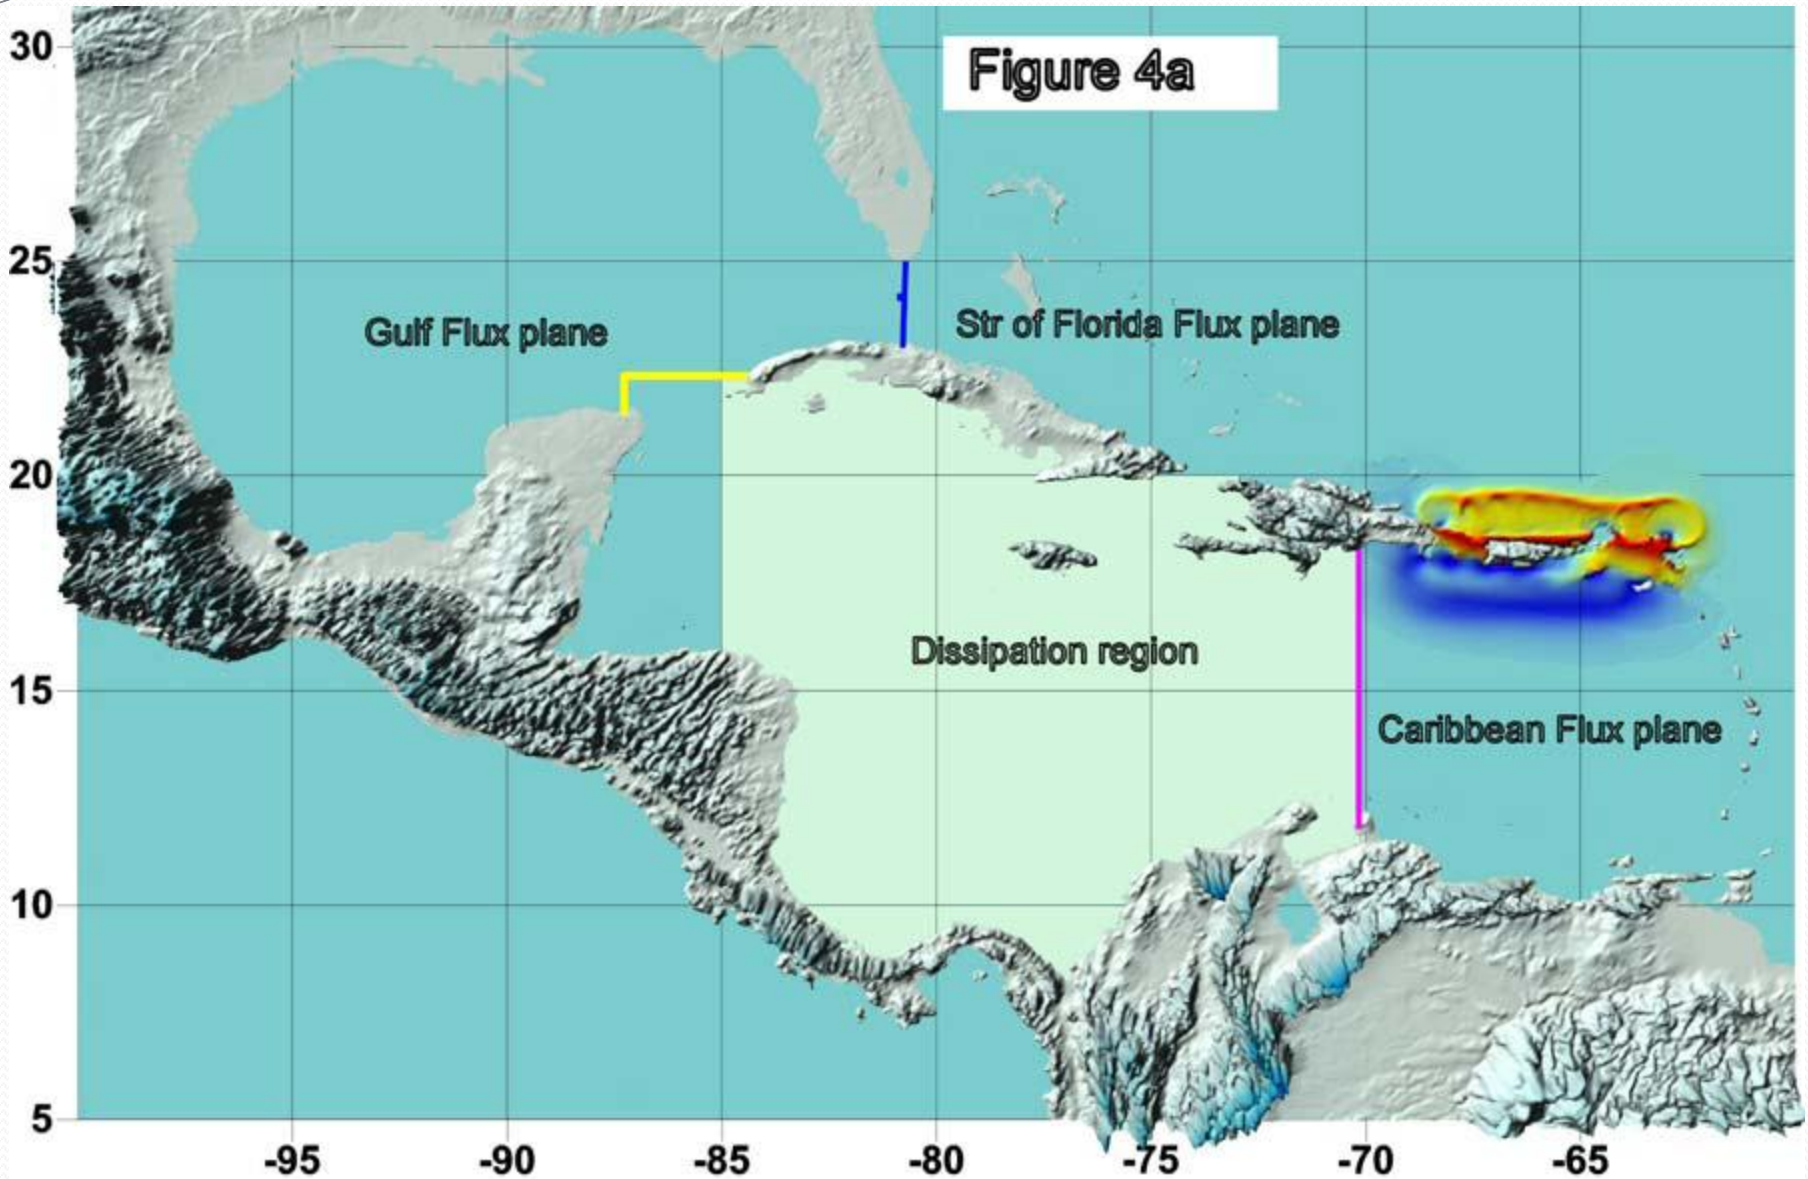 Figure 4a
30
25
Gulf Flux plane
Str of Florida Flux plane
20
Dissipation region
15
Caribbean Flux plane
10
5
-95 -90 -85 -80 -75 -70 -65